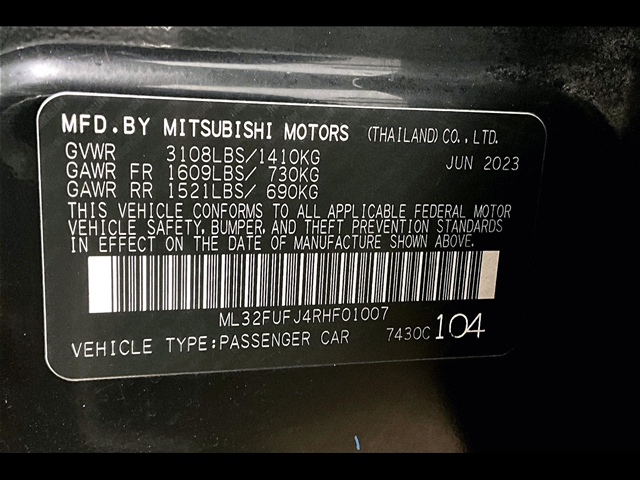 MFD.BY MITSUBISHI MOTORS (THAILAND)CO.,LTD.
GVWR 3108LBS/1410KG JUN 2023
GAWR FR 1609LBS/ 730KG
GAWR RR 1521LBS/ 690KG
THIS VEHICLE CONFORMS TO ALL APPLICABLE FEDERAL MOTOR
VEHICLE SAFETY, BUMPER, AND THEFT PREVENTION STANDARDS
IN EFFECT ON THE DATE OF MANUFACTURE SHOWN ABOVE.
ML32FUFJ4RHF01007
VEHICLE TYPE:PASSENGER CAR 7430C 104